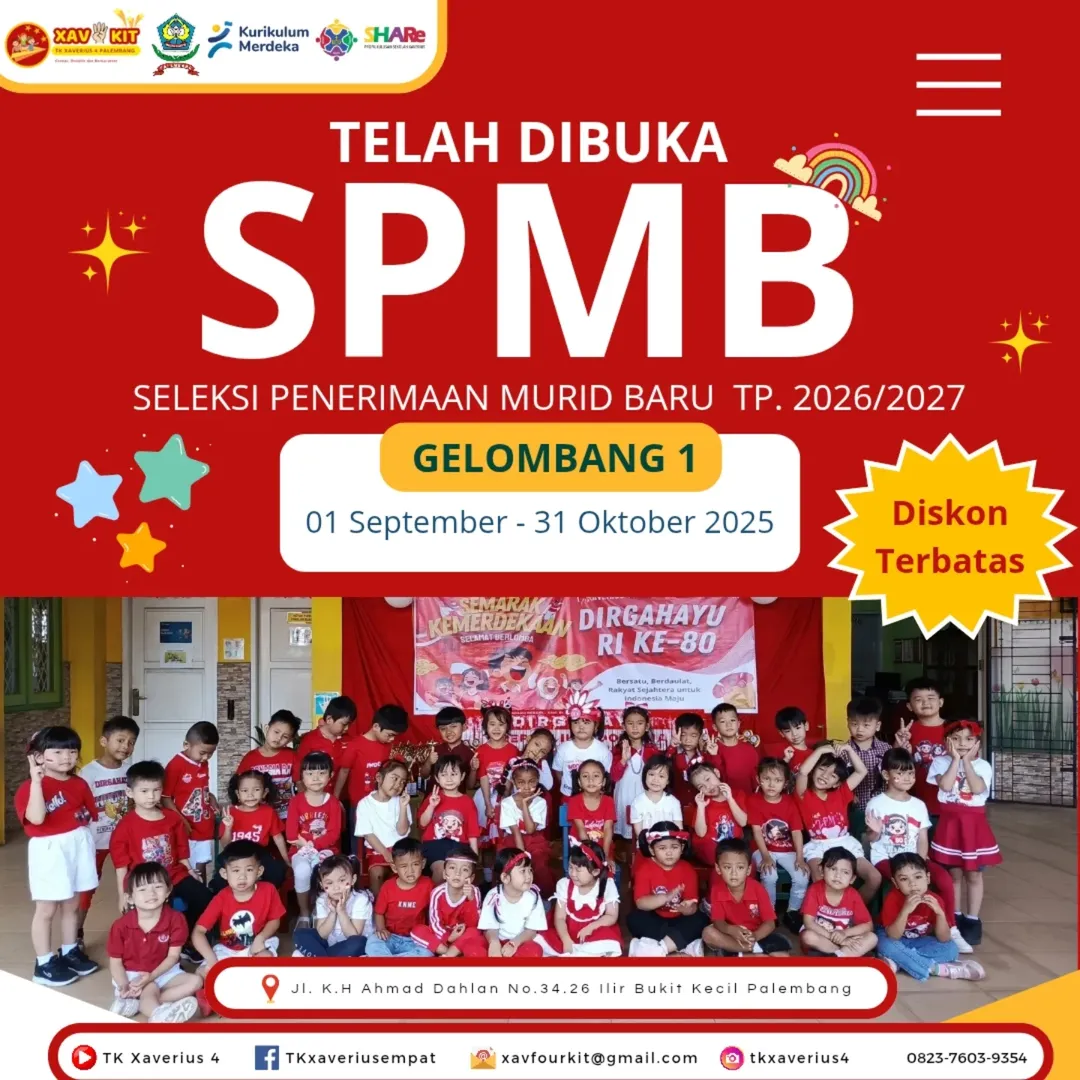 XAV KIT
TK XAVERIUS 4 PALEMBANG
Kurikulum
Merdeka
SHARe
TELAH DIBUKA
SPMB
SELEKSI PENERIMAAN MURID BARU TP. 2026/2027
GELOMBANG 1
01 September - 31 Oktober 2025
Diskon
Terbatas
SEMARAK
KEMERDEKAAN
SELAMAT BERLOMBA
DIRGAHAYU
RI KE-80
Bersatu, Berdaulat,
Rakyat Sejahtera untuk
Indonesia Maju
DIRGAHAYU
DIRGAHAYU
1945
Jl. K.H Ahmad Dahlan No.34.26 Ilir Bukit Kecil Palembang
TK Xaverius 4
TKxaveriusempat
xavfourkit@gmail.com
tkxaverius4
0823-7603-9354